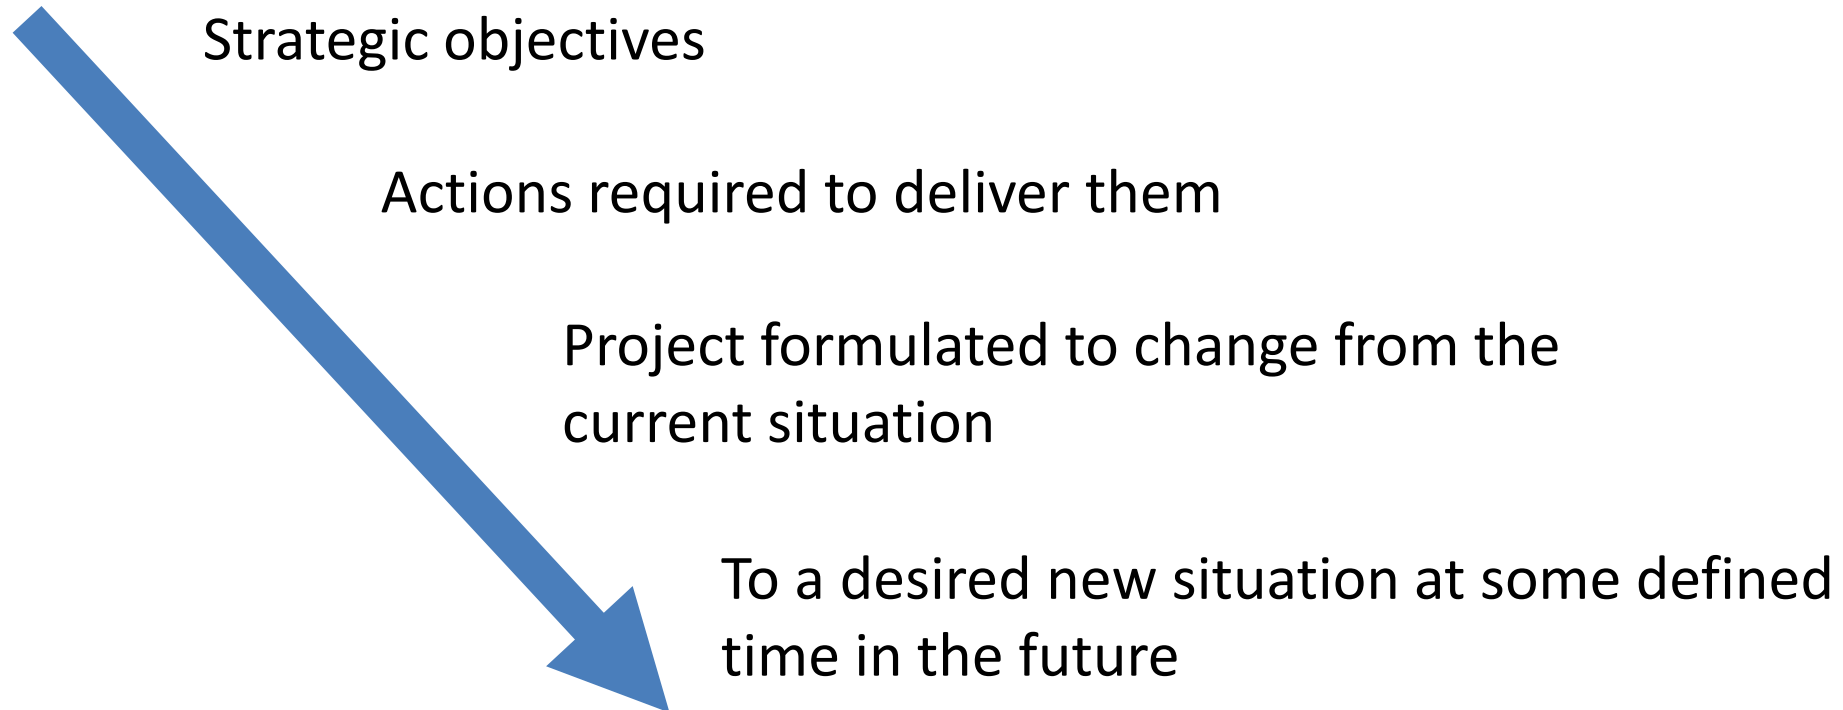 Strategic objectives
Actions required to deliver them
Project formulated to change from the
current situation
To a desired new situation at some defined
time in the future